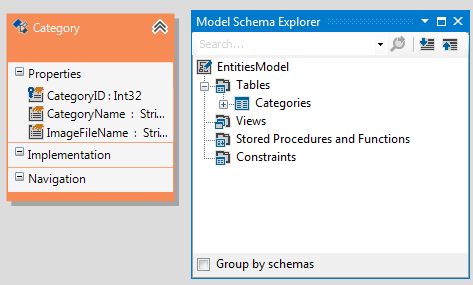 Category
Properties
CategoryID : Int32
CategoryName : Stri...
ImageFileName : Stri...
Implementation
Navigation
Model Schema Explorer
Search...
EntitiesModel
Tables
Categories
Views
Stored Procedures and Functions
Constraints
Group by schemas